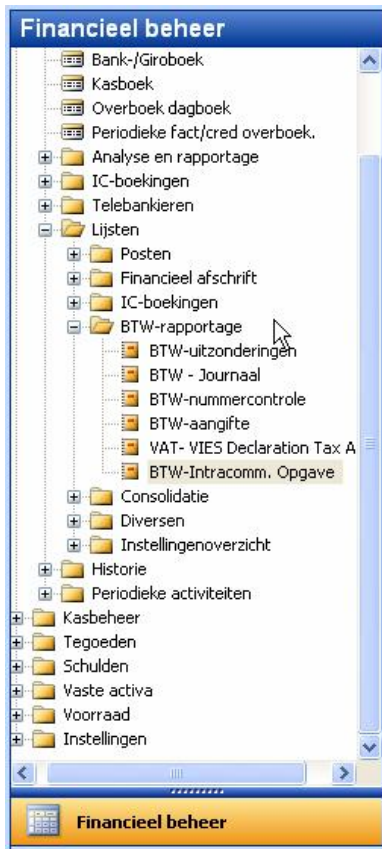 Financieel beheer
Bank-/Giroboek
Kasboek
Overboek dagboek
Periodieke fact/cred overboek.
Analyse en rapportage
IC-boekingen
Telebankieren
Lijsten
Posten
Financieel afschrift
IC-boekingen
BTW-rapportage
BTW-uitzonderingen
BTW - Journaal
BTW-nummercontrole
BTW-aangifte
VAT- VIES Declaration Tax A
BTW-Intracomm. Opgave
Consolidatie
Diversen
Instellingenoverzicht
Historie
Periodieke activiteiten
Kasbeheer
Tegoeden
Schulden
Vaste activa
Voorraad
Instellingen
Financieel beheer